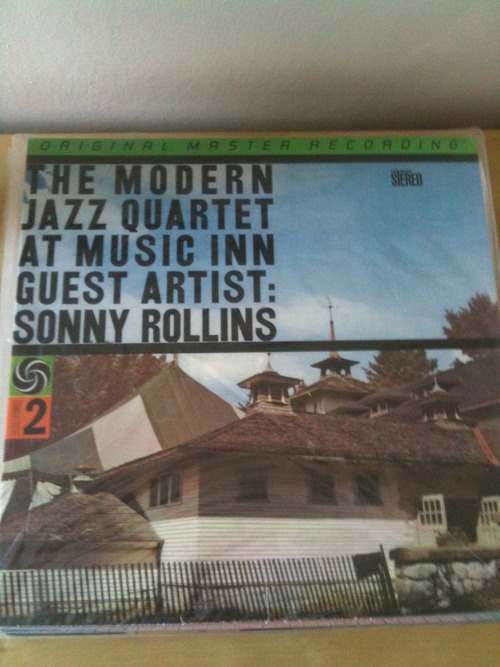 ORIGINAL MASTER RECORDING
THE MODERN
JAZZ QUARTET
AT MUSIC INN
GUEST ARTIST:
SONNY ROLLINS
STEREO
2